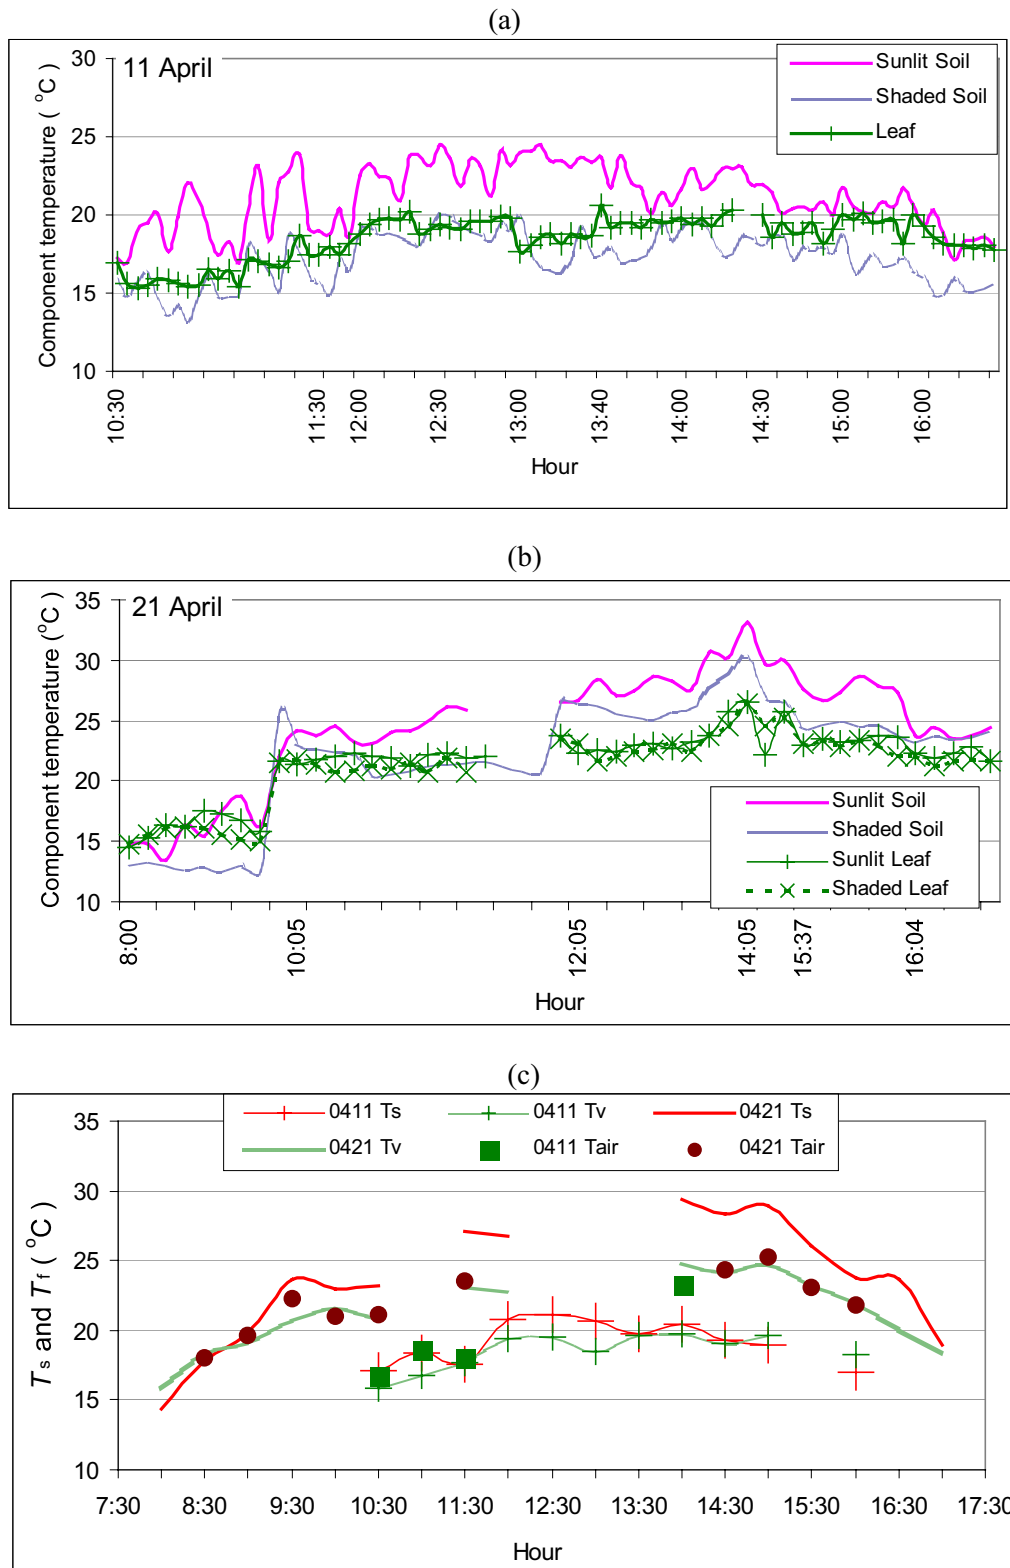 (a)
11 April
Component temperature ( °C)
30
25
20
15
10
Sunlit Soil
Shaded Soil
Leaf
10:30
11:30
12:00
12:30
13:00
13:40
14:00
14:30
15:00
16:00
Hour
(b)
21 April
Component temperature (°C)
35
30
25
20
15
10
Sunlit Soil
Shaded Soil
Sunlit Leaf
Shaded Leaf
8:00
10:05
12:05
14:05
15:37
16:04
Hour
(c)
0411 Ts
0411 Tv
0421 Ts
0421 Tv
0411 Tair
0421 Tair
Ts and Tf ( °C )
35
30
25
20
15
10
7:30
8:30
9:30
10:30
11:30
12:30
13:30
14:30
15:30
16:30
17:30
Hour